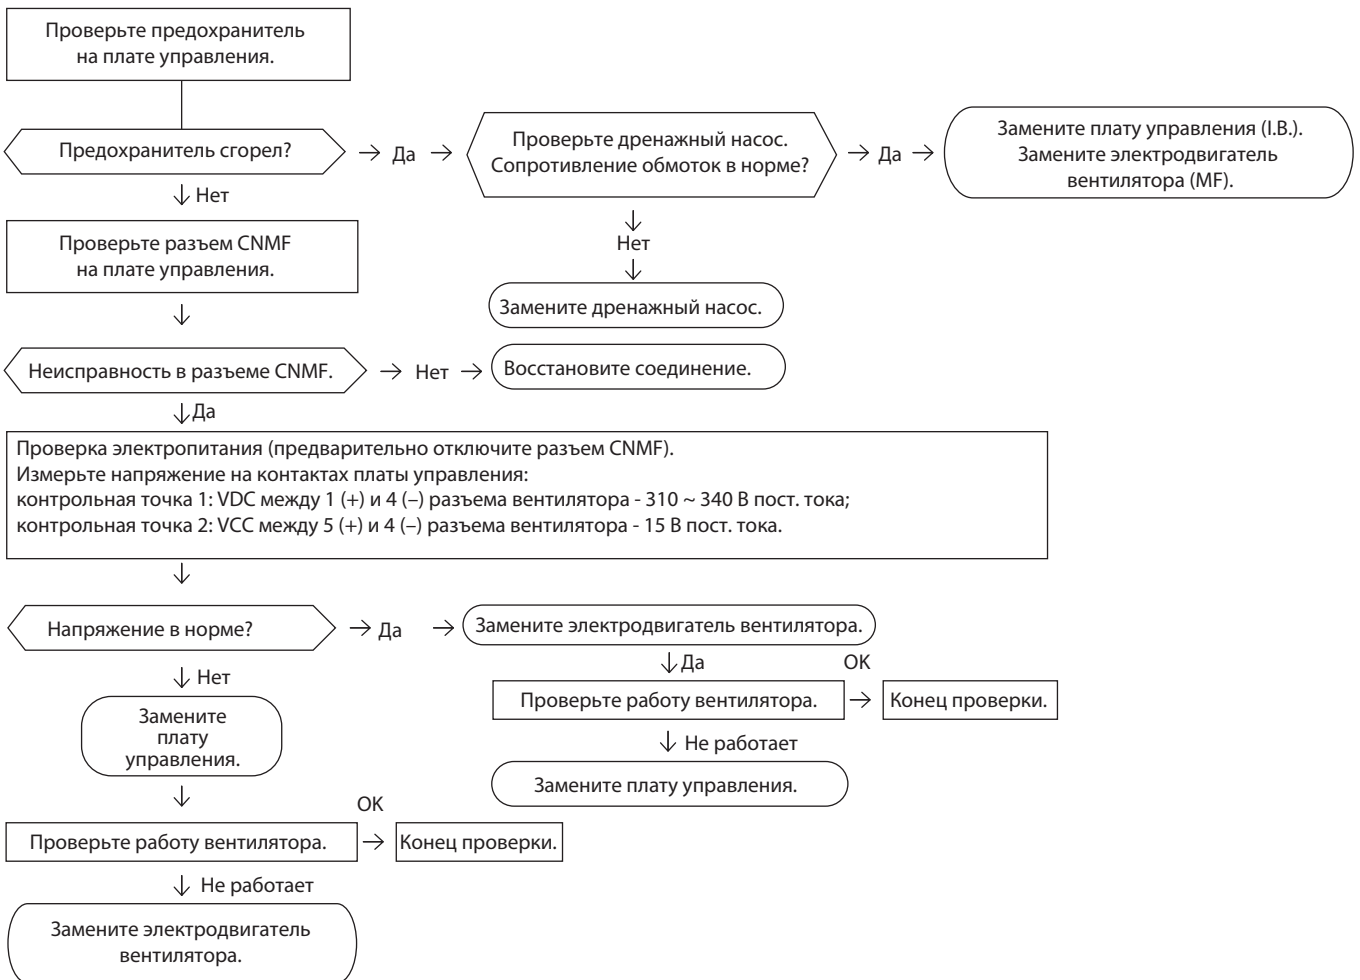 Проверьте предохранитель
на плате управления.
Предохранитель сгорел?
Да
Проверьте дренажный насос.
Сопротивление обмоток в норме?
Да
Замените плату управления (I.B.).
Замените электродвигатель
вентилятора (MF).
Нет
Нет
Проверьте разъем CNMF
на плате управления.
Замените дренажный насос.
Неисправность в разъеме CNMF.
Нет
Восстановите соединение.
Да
Проверка электропитания (предварительно отключите разъем CNMF).
Измерьте напряжение на контактах платы управления:
контрольная точка 1: VDC между 1 (+) и 4 (–) разъема вентилятора - 310 ~ 340 В пост. тока;
контрольная точка 2: VCC между 5 (+) и 4 (–) разъема вентилятора - 15 В пост. тока.
Напряжение в норме?
Да
Замените электродвигатель вентилятора.
Да
OK
Нет
Проверьте работу вентилятора.
Конец проверки.
Замените
плату
управления.
Не работает
Замените плату управления.
OK
Проверьте работу вентилятора.
Конец проверки.
Не работает
Замените электродвигатель
вентилятора.